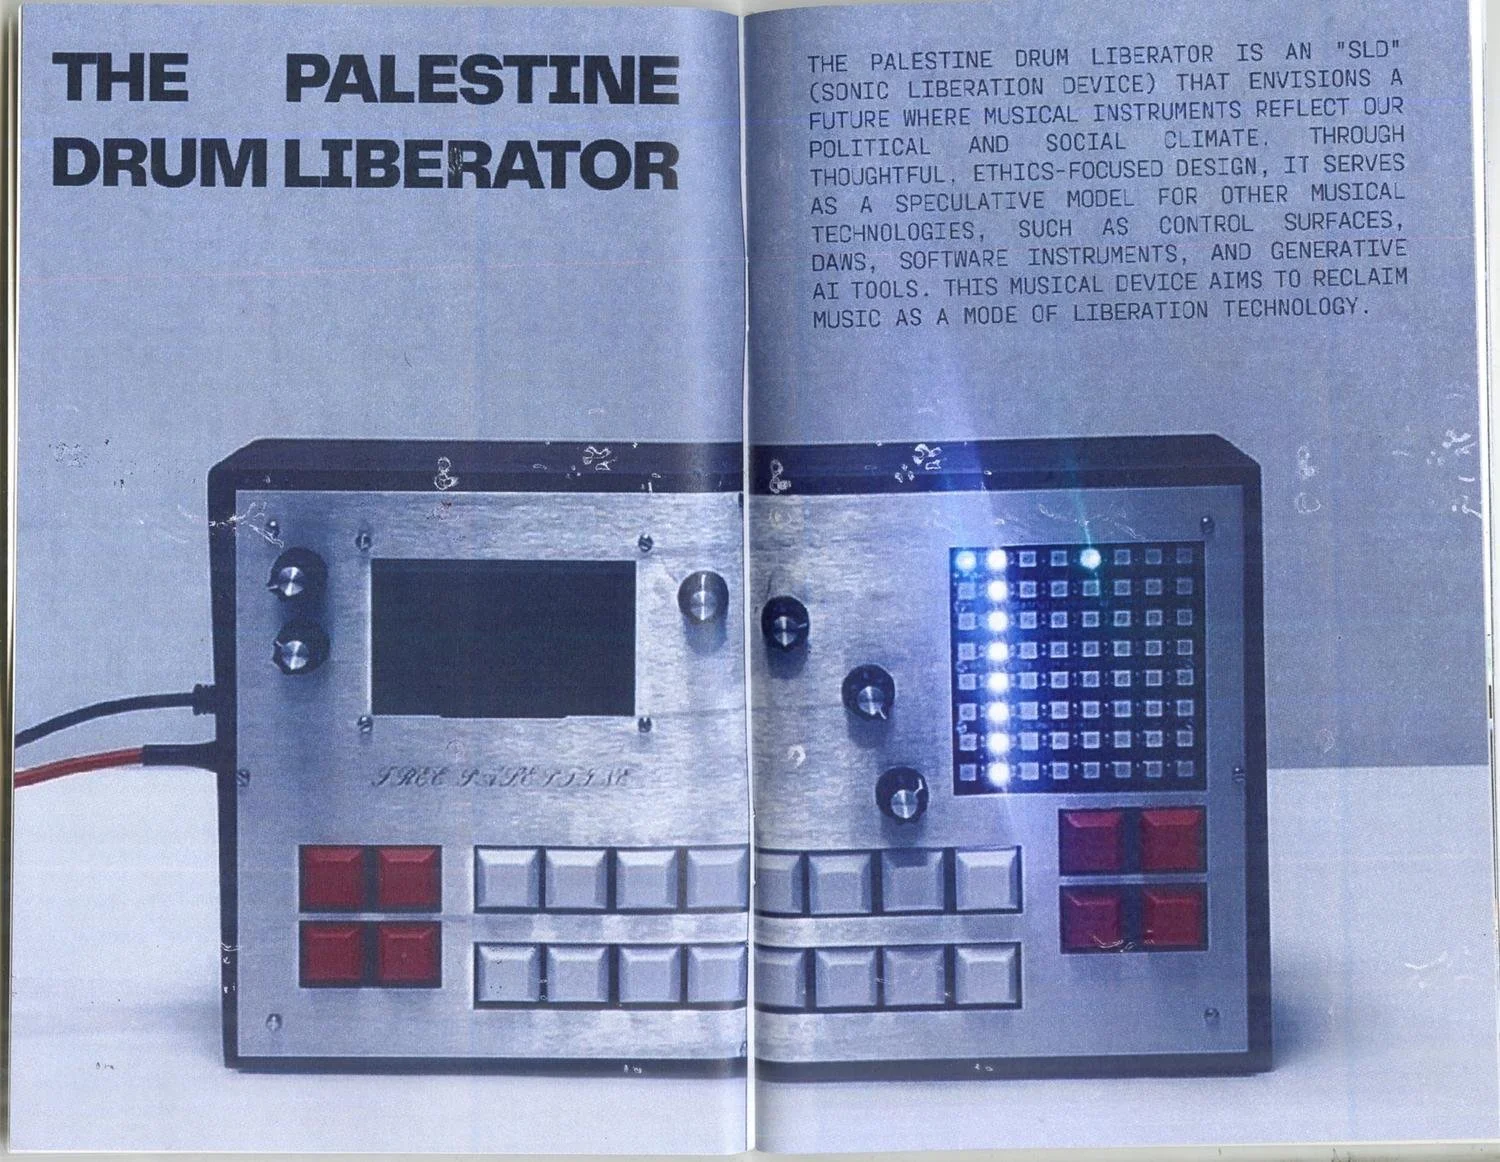 THE PALESTINE
DRUM LIBERATOR
THE PALESTINE DRUM LIBERATOR IS AN "SLD"
(SONIC LIBERATION DEVICE) THAT ENVISIONS A
FUTURE WHERE MUSICAL INSTRUMENTS REFLECT OUR
POLITICAL AND SOCIAL CLIMATE. THROUGH
THOUGHTFUL, ETHICS-FOCUSED DESIGN, IT SERVES
AS A SPECULATIVE MODEL FOR OTHER MUSICAL
TECHNOLOGIES, SUCH AS CONTROL SURFACES,
DAWS, SOFTWARE INSTRUMENTS, AND GENERATIVE
AI TOOLS. THIS MUSICAL DEVICE AIMS TO RECLAIM
MUSIC AS A MODE OF LIBERATION TECHNOLOGY.
FREE PALESTINE